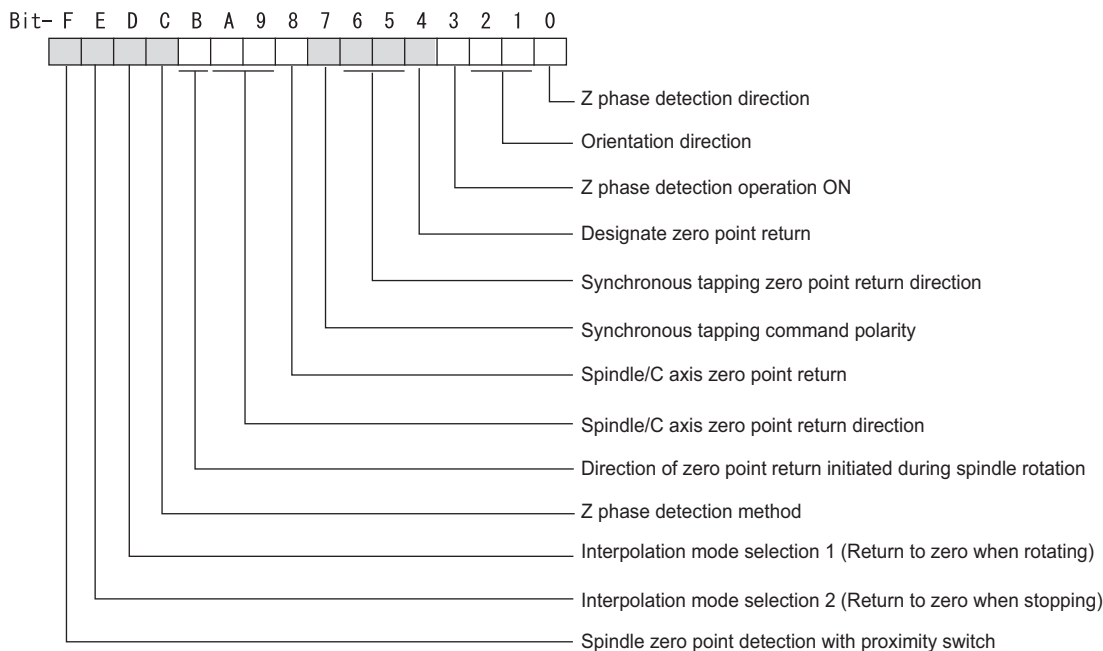 Bit- F E D C B A 9 8 7 6 5 4 3 2 1 0
Z phase detection direction
Orientation direction
Z phase detection operation ON
Designate zero point return
Synchronous tapping zero point return direction
Synchronous tapping command polarity
Spindle/C axis zero point return
Spindle/C axis zero point return direction
Direction of zero point return initiated during spindle rotation
Z phase detection method
Interpolation mode selection 1 (Return to zero when rotating)
Interpolation mode selection 2 (Return to zero when stopping)
Spindle zero point detection with proximity switch